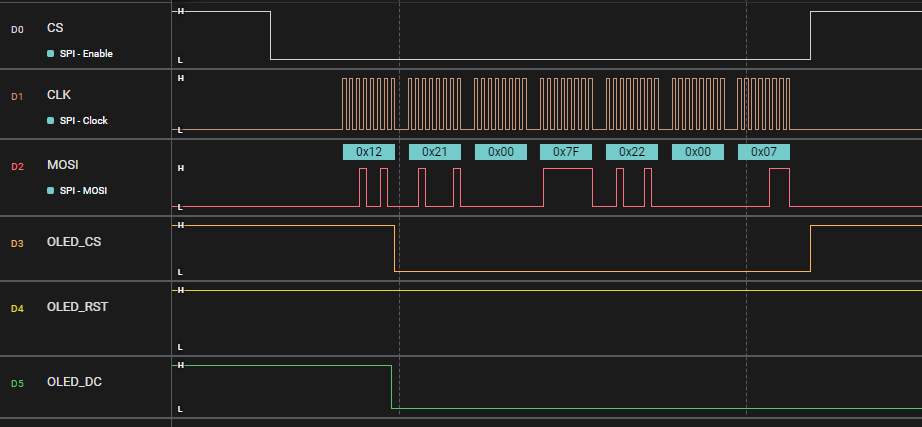 D0 CS H
SPI - Enable L
D1 CLK H
SPI - Clock L
0x12 0x21 0x00 0x7F 0x22 0x00 0x07
D2 MOSI H
SPI - MOSI L
D3 OLED_CS H
L
D4 OLED_RST H
L
D5 OLED_DC H
L